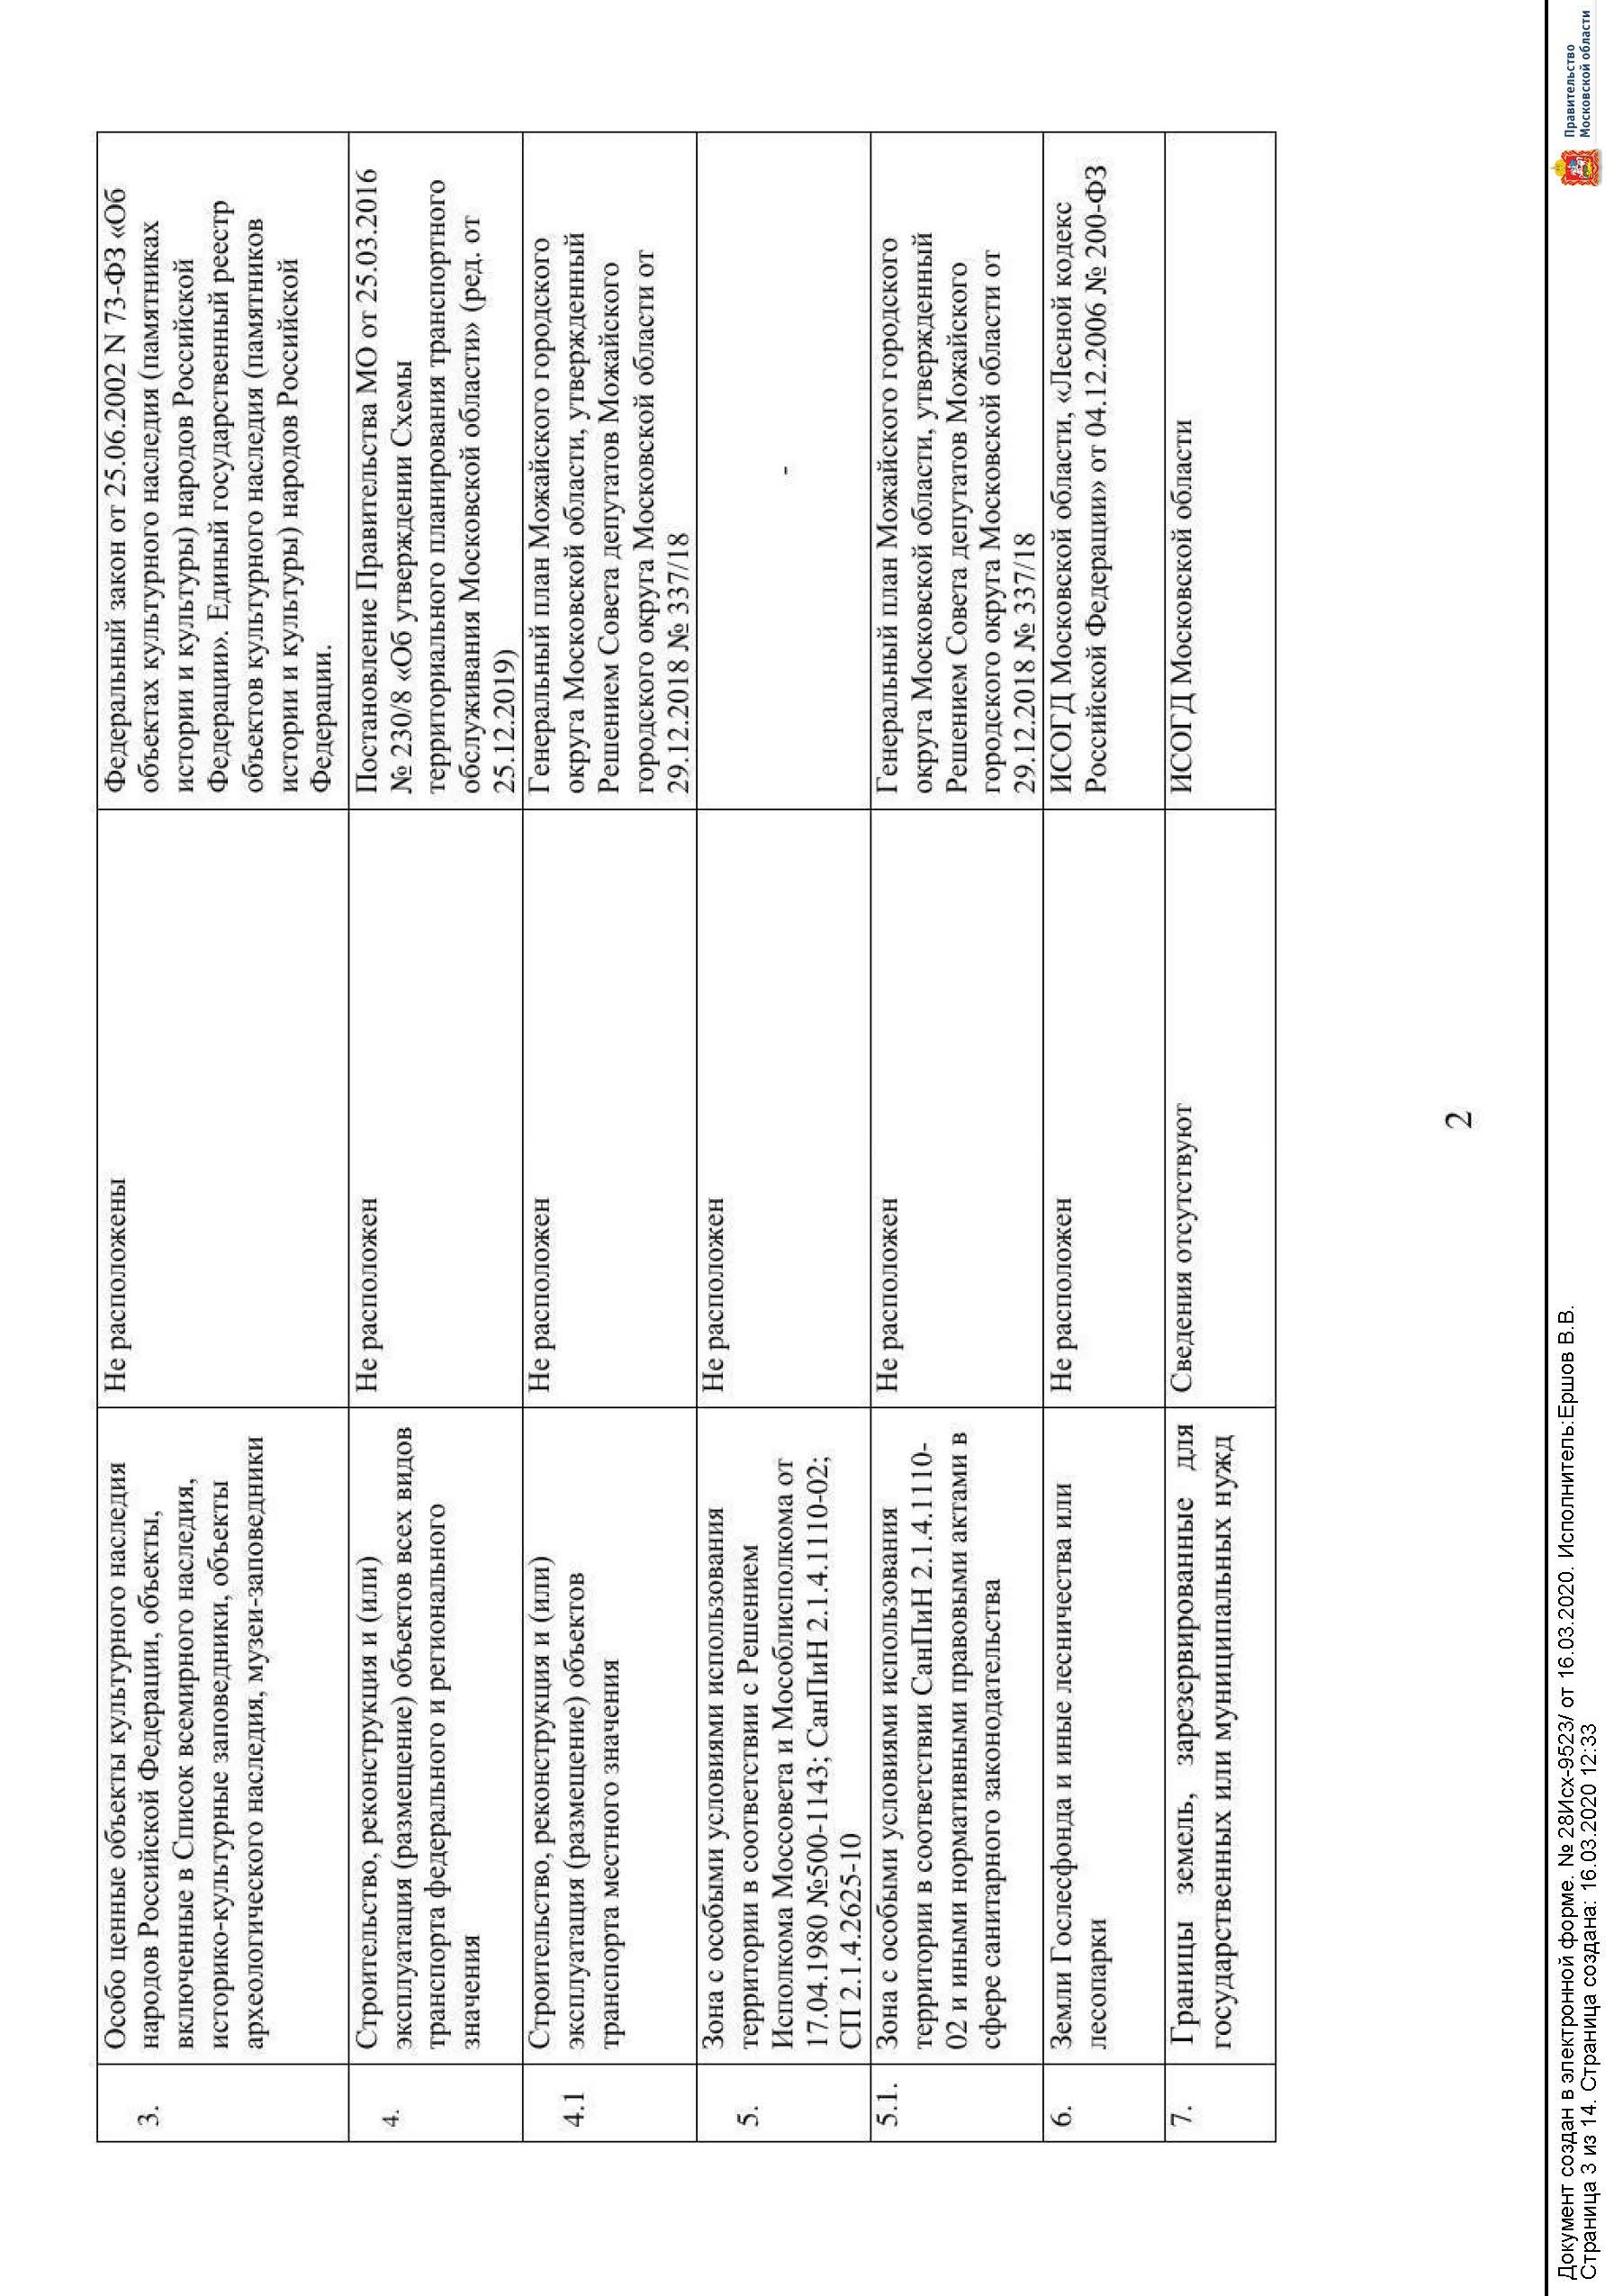 3.
Особо ценные объекты культурного наследия
народов Российской Федерации, объекты,
включенные в Список всемирного наследия,
историко-культурные заповедники, объекты
археологического наследия, музеи-заповедники
Не расположены
Федеральный закон от 25.06.2002 N 73-ФЗ «Об
объектах культурного наследия (памятниках
истории и культуры) народов Российской
Федерации». Единый государственный реестр
объектов культурного наследия (памятников
истории и культуры) народов Российской
Федерации.
4.
Строительство, реконструкция и (или)
эксплуатация (размещение) объектов всех видов
транспорта федерального и регионального
значения
Не расположен
Постановление Правительства МО от 25.03.2016
№ 230/8 «Об утверждении Схемы
территориального планирования транспортного
обслуживания Московской области» (ред. от
25.12.2019)
4.1
Строительство, реконструкция и (или)
эксплуатация (размещение) объектов
транспорта местного значения
Не расположен
Генеральный план Можайского городского
округа Московской области, утвержденный
Решением Совета депутатов Можайского
городского округа Московской области от
29.12.2018 № 337/18
5.
Зона с особыми условиями использования
территории в соответствии с Решением
Исполкома Моссовета и Мособлисполкома от
17.04.1980 №500-1143; СанПиН 2.1.4.1110-02;
СП 2.1.4.2625-10
Не расположен
-
5.1.
Зона с особыми условиями использования
территории в соответствии СанПиН 2.1.4.1110-
02 и иными нормативными правовыми актами в
сфере санитарного законодательства
Не расположен
Генеральный план Можайского городского
округа Московской области, утвержденный
Решением Совета депутатов Можайского
городского округа Московской области от
29.12.2018 № 337/18
6.
Земли Гослесфонда и иные лесничества или
лесопарки
Не расположен
ИСОГД Московской области, «Лесной кодекс
Российской Федерации» от 04.12.2006 № 200-ФЗ
7.
Границы земель, зарезервированные для
государственных или муниципальных нужд
Сведения отсутствуют
ИСОГД Московской области
2
Документ создан в электронной форме. № 28Исх-9523/ от 16.03.2020. Исполнитель:Ершов В.В.
Страница 3 из 14. Страница создана: 16.03.2020 12:33
Правительство
Московской области